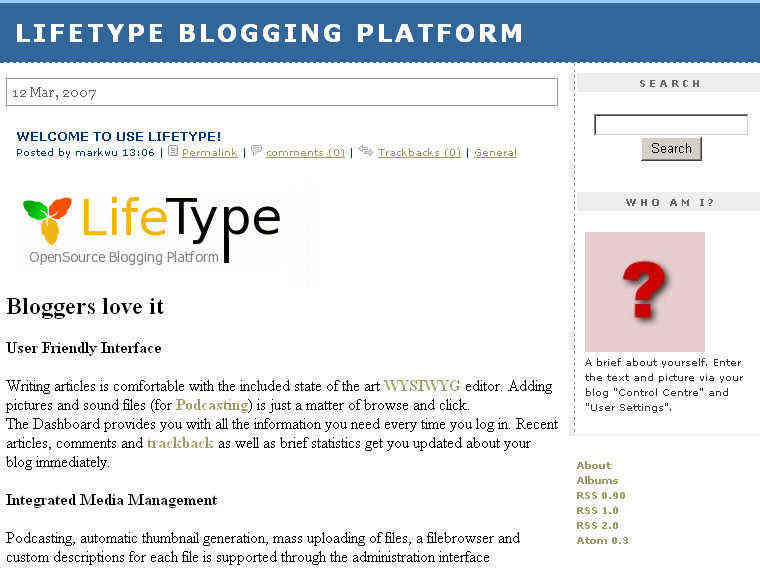 LIFETYPE BLOGGING PLATFORM
12 Mar, 2007
WELCOME TO USE LIFETYPE!
Posted by markwu 13:06 | Permalink | comments (0) | Trackbacks (0) | General
LifeType
OpenSource Blogging Platform
Bloggers love it
User Friendly Interface
Writing articles is comfortable with the included state of the art WYSIWYG editor. Adding
pictures and sound files (for Podcasting) is just a matter of browse and click.
The Dashboard provides you with all the information you need every time you log in. Recent
articles, comments and trackback as well as brief statistics get you updated about your
blog immediately.
Integrated Media Management
Podcasting, automatic thumbnail generation, mass uploading of files, a filebrowser and
custom descriptions for each file is supported through the administration interface
SEARCH
Search
WHO AM I?
?
A brief about yourself. Enter
the text and picture via your
blog "Control Centre" and
"User Settings".
About
Albums
RSS 0.90
RSS 1.0
RSS 2.0
Atom 0.3